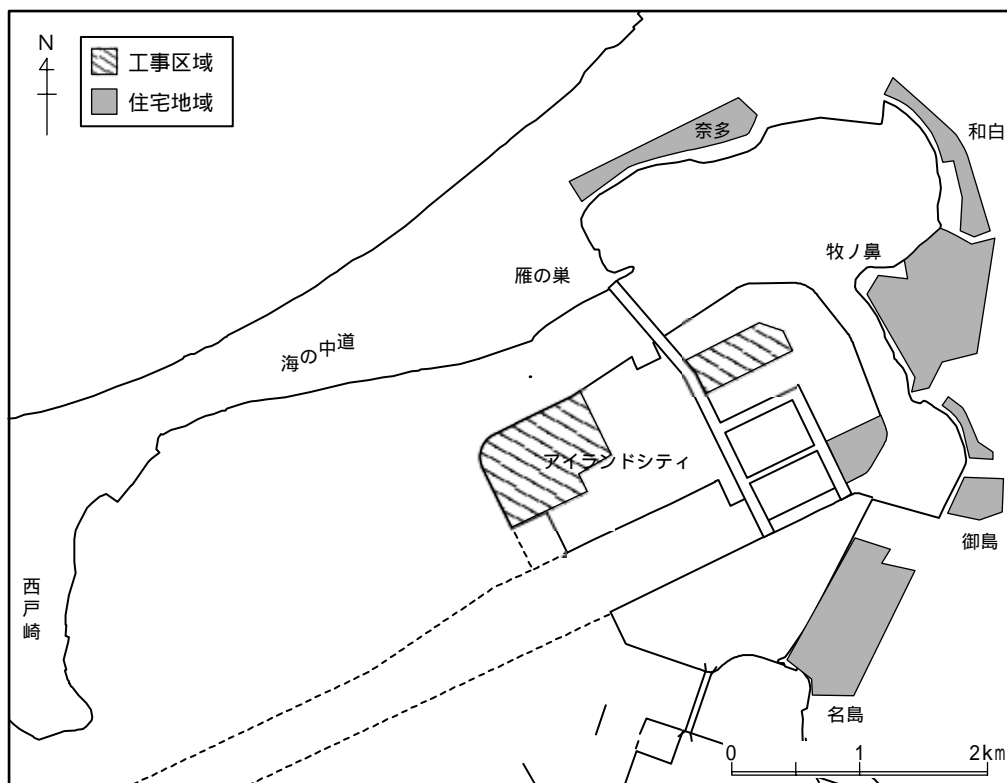 N
工事区域
住宅地域
奈多
和白
牧ノ鼻
雁の巣
海の中道
アイランドシティ
御島
西戸崎
名島
0 1 2km